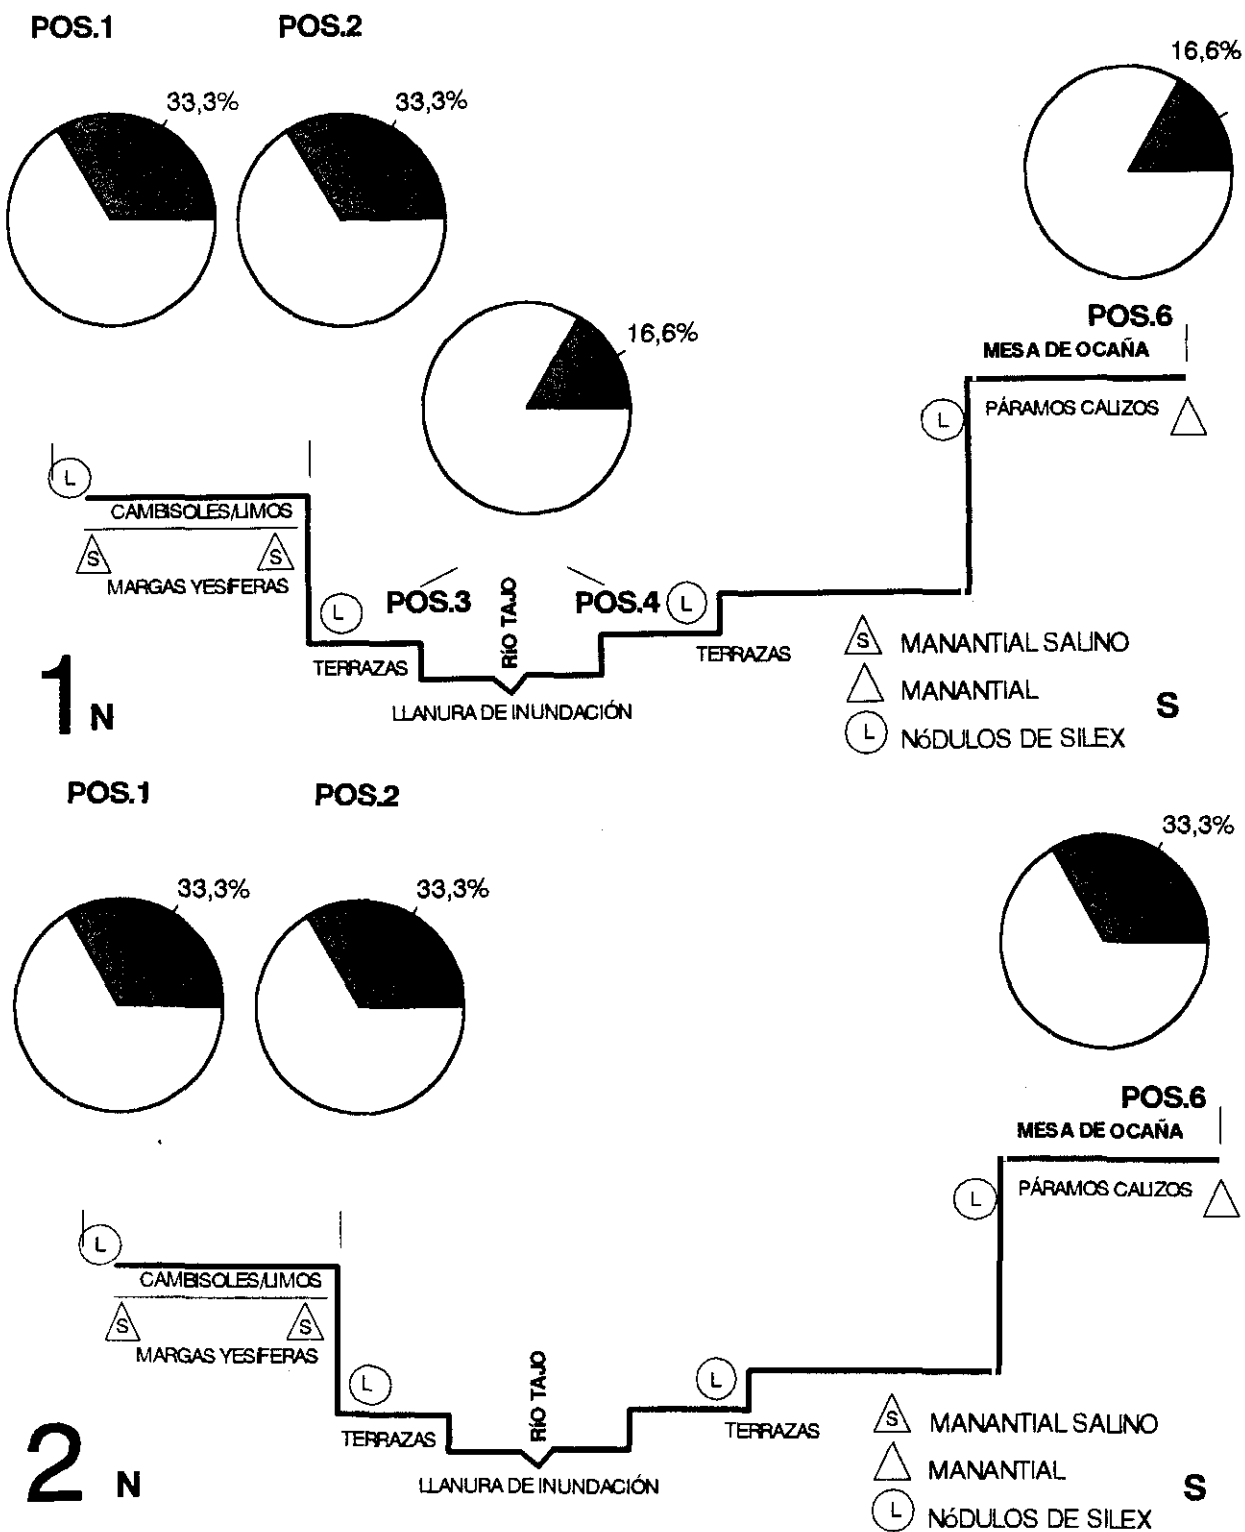 POS.1 POS.2
16,6%
33,3% 33,3%
POS.6
16,6%
MESA DE OCAÑA
PÁRAMOS CALIZOS
L
L
CAMBISOLES/LIMOS
S S
MARGAS YESÍFERAS
L POS.3 RíO TAJO POS.4 L
TERRAZAS TERRAZAS
S MANANTIAL SALINO
MANANTIAL
1 N S
LLANURA DE INUNDACIÓN
L NóDULOS DE SILEX
POS.1 POS.2
33,3%
33,3% 33,3%
POS.6
MESA DE OCAÑA
PÁRAMOS CALIZOS
L
L
CAMBISOLES/LIMOS
S S
MARGAS YESÍFERAS
L RíO TAJO L
TERRAZAS TERRAZAS
S MANANTIAL SALINO
MANANTIAL
2 N S
LLANURA DE INUNDACIÓN
L NóDULOS DE SILEX